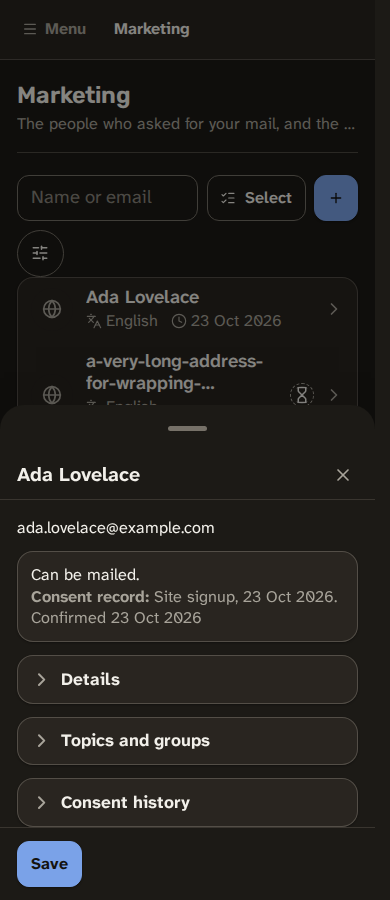 Menu Marketing
Marketing
The people who asked for your mail, and the ...
Name or email
Select
Ada Lovelace
English 23 Oct 2026
a-very-long-address-
for-wrapping-...
English
Ada Lovelace
ada.lovelace@example.com
Can be mailed.
Consent record: Site signup, 23 Oct 2026.
Confirmed 23 Oct 2026
Details
Topics and groups
Consent history
Save